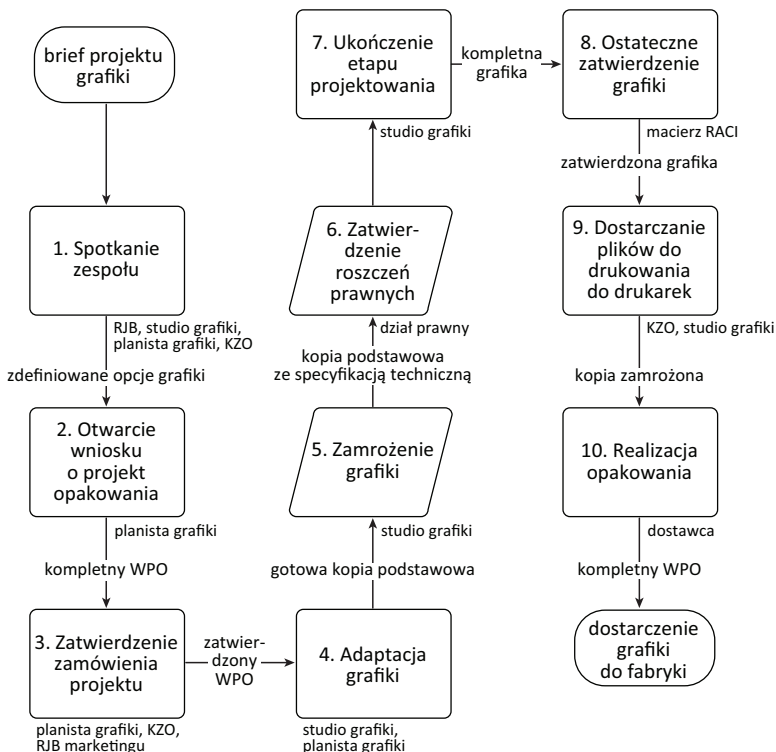 brief projektu
grafiki
1. Spotkanie
zespołu
RJB, studio grafiki,
planista grafiki, KZO
zdefiniowane opcje grafiki
2. Otwarcie
wniosku
o projekt
opakowania
planista grafiki
kompletny WPO
3. Zatwierdzenie
zamówienia
projektu
planista grafiki, KZO,
RJB marketingu
zatwier-
dzony
WPO
4. Adaptacja
grafiki
studio grafiki,
planista grafiki
gotowa kopia podstawowa
5. Zamrożenie
grafiki
studio grafiki
kopia podstawowa
ze specyfikacją techniczną
6. Zatwier-
dzenie
roszczeń
prawnych
dział prawny
7. Ukończenie
etapu
projektowania
studio grafiki
kompletna
grafika
8. Ostateczne
zatwierdzenie
grafiki
macierz RACI
zatwierdzona grafika
9. Dostarczanie
plików do
drukowania
do drukarek
KZO, studio grafiki
kopia zamrożona
10. Realizacja
opakowania
dostawca
kompletny WPO
dostarczenie
grafiki
do fabryki